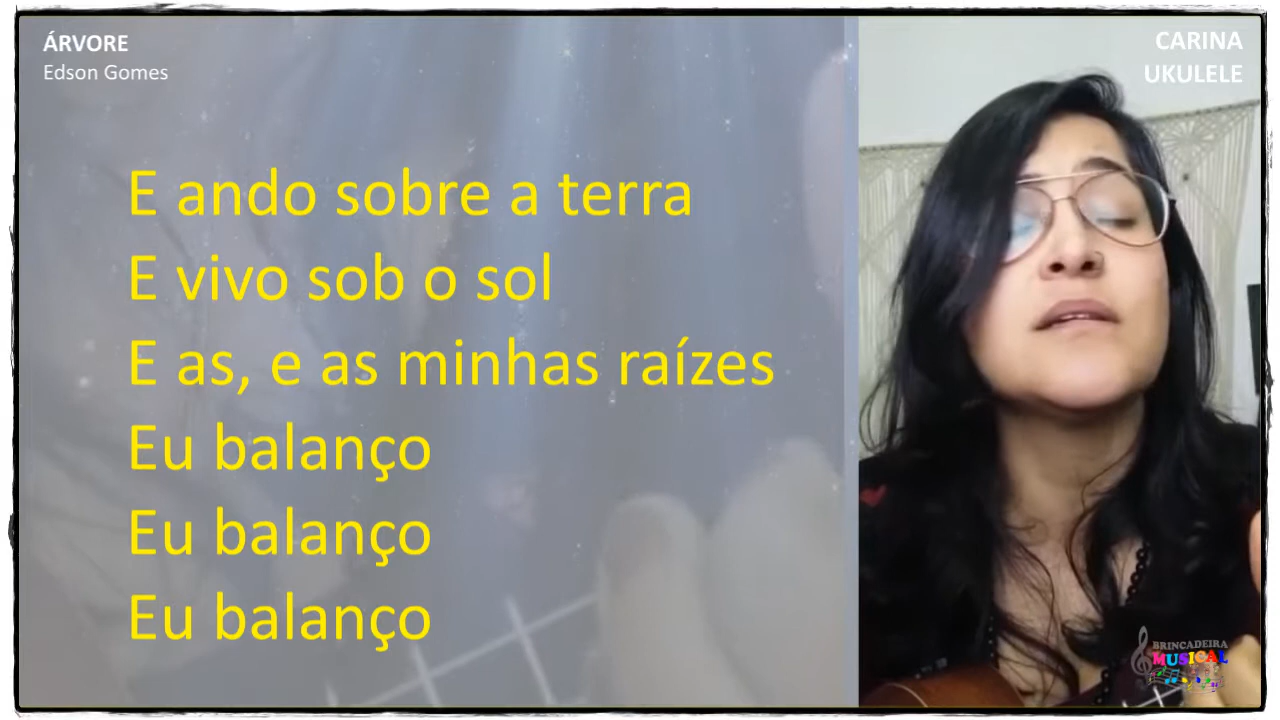 ÁRVORE
Edson Gomes
CARINA
UKULELE
E ando sobre a terra
E vivo sob o sol
E as, e as minhas raízes
Eu balanço
Eu balanço
Eu balanço
BRINCADEIRA
MUSICAL